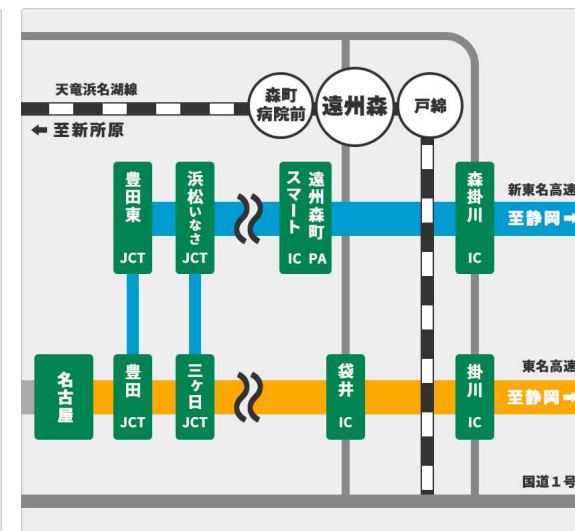 天竜浜名湖線
← 至新所原
森町
病院前
遠州森
戸綿
豊田東
JCT
浜松いなさ
JCT
遠州森町
スマート
IC PA
森掛川
IC
新東名高速
至静岡→
名古屋
豊田
JCT
三ケ日
JCT
袋井
IC
掛川
IC
東名高速
至静岡→
国道1号